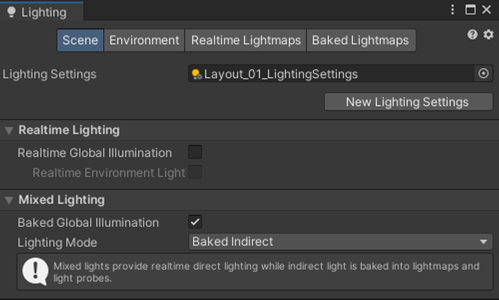 Lighting
Scene Environment Realtime Lightmaps Baked Lightmaps
Lighting Settings Layout_01_LightingSettings
New Lighting Settings
Realtime Lighting
Realtime Global Illumination
Realtime Environment Light
Mixed Lighting
Baked Global Illumination
Lighting Mode Baked Indirect
Mixed lights provide realtime direct lighting while indirect light is baked into lightmaps and
light probes.